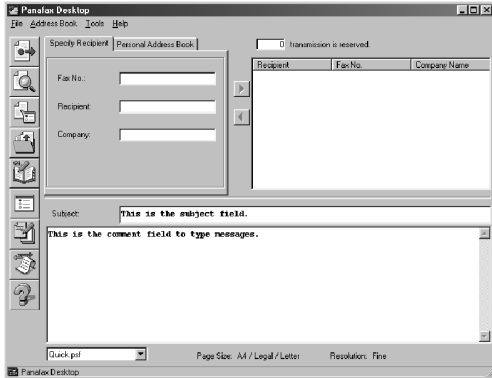 Panafax Desktop
File Address Book Tools Help
Specify Recipient Personal Address Book
0 transmission is reserved.
Fax No.:
Recipient:
Company:
Recipient Fax No. Company Name
Subject: This is the subject field.
This is the comment field to type messages.
Quick.psf Page Size: A4 / Legal / Letter Resolution: Fine
Panafax Desktop